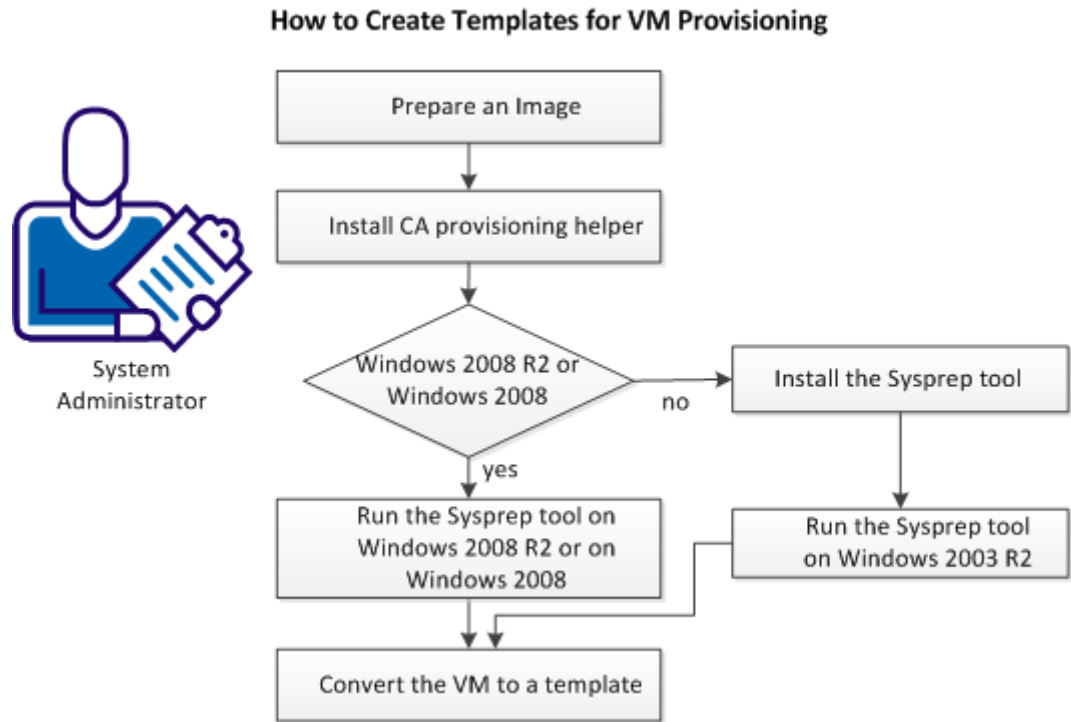 How to Create Templates for VM Provisioning
Prepare an Image
Install CA provisioning helper
System
Administrator
Windows 2008 R2 or
Windows 2008
no
Install the Sysprep tool
yes
Run the Sysprep tool on
Windows 2008 R2 or on
Windows 2008
Run the Sysprep tool
on Windows 2003 R2
Convert the VM to a template